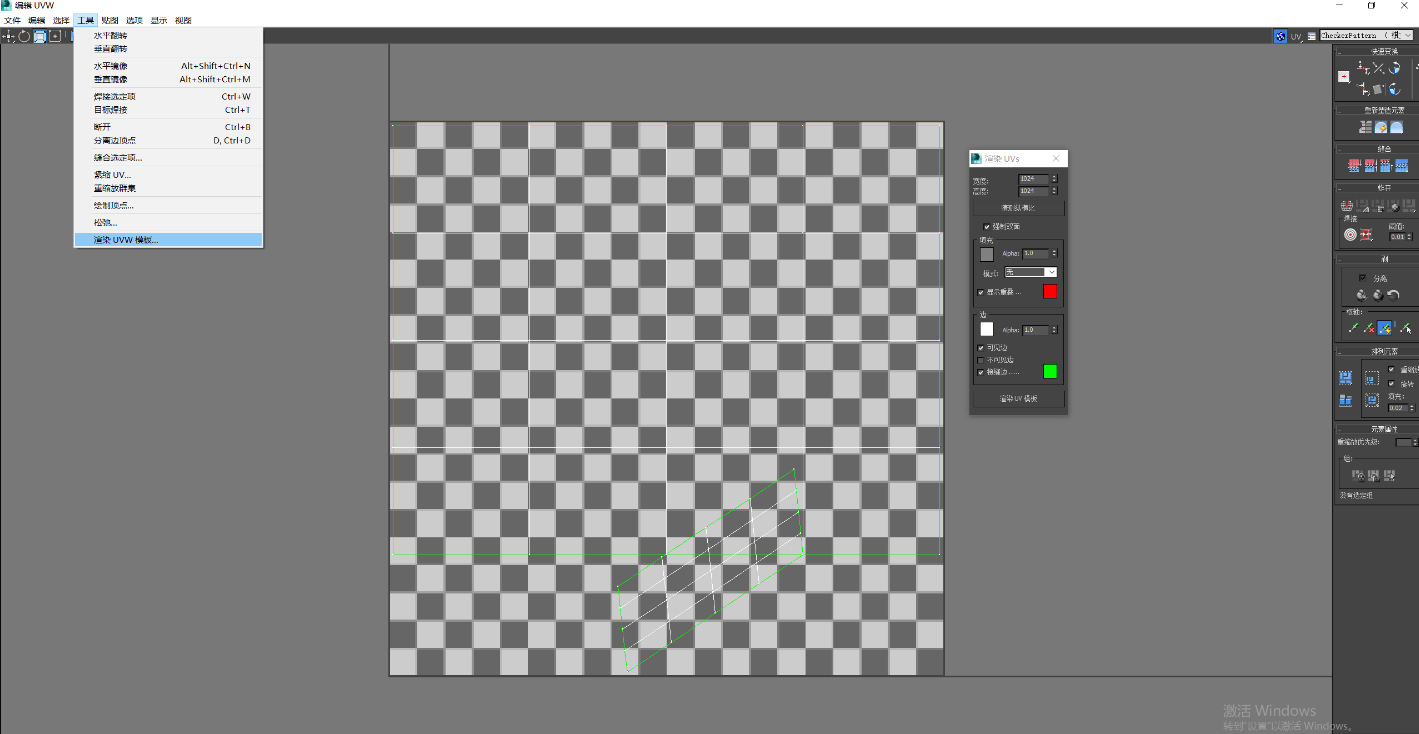 编辑 UVW
文件 编辑 选择 工具 贴图 选项 显示 视图
水平翻转
垂直翻转
水平镜像 Alt+Shift+Ctrl+N
垂直镜像 Alt+Shift+Ctrl+M
焊接选定项 Ctrl+W
目标焊接 Ctrl+T
断开 Ctrl+B
分离边顶点 D, Ctrl+D
缝合选定项...
紧缩 UV...
重缩放群集
绘制顶点...
松弛...
渲染 UVW 模板...
UV
CheckerPattern ( 棋
渲染 UVs
宽度: 1024
高度: 1024
强制双面
填充
Alpha: 1.0
模式: 无
显示重叠 ...
边
Alpha: 1.0
可见边
不可见边
接缝边 .....
渲染 UV 模板
快速变换
重新塑造元素
缝合
炸开
焊接
阈值:
0.01
剥
分离
接缝:
排列元素
重缩放
旋转
填充:
0.02
元素属性
重缩放优先级:
组:
没有选定组
激活 Windows
转到"设置"以激活 Windows。